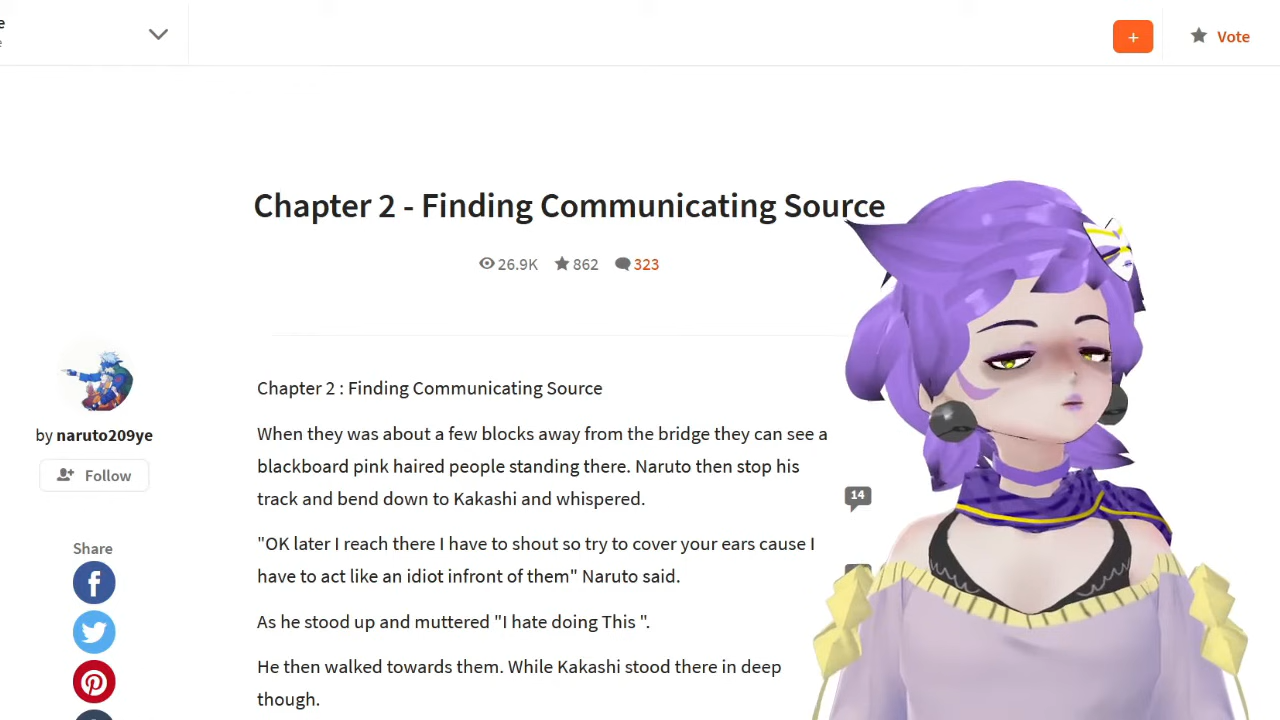 e
+
Vote
Chapter 2 - Finding Communicating Source
26.9K 862 323
Chapter 2 : Finding Communicating Source
When they was about a few blocks away from the bridge they can see a
blackboard pink haired people standing there. Naruto then stop his
track and bend down to Kakashi and whispered.
14
"OK later I reach there I have to shout so try to cover your ears cause I
have to act like an idiot infront of them" Naruto said.
As he stood up and muttered "I hate doing This ".
He then walked towards them. While Kakashi stood there in deep
though.
by naruto209ye
Follow
Share